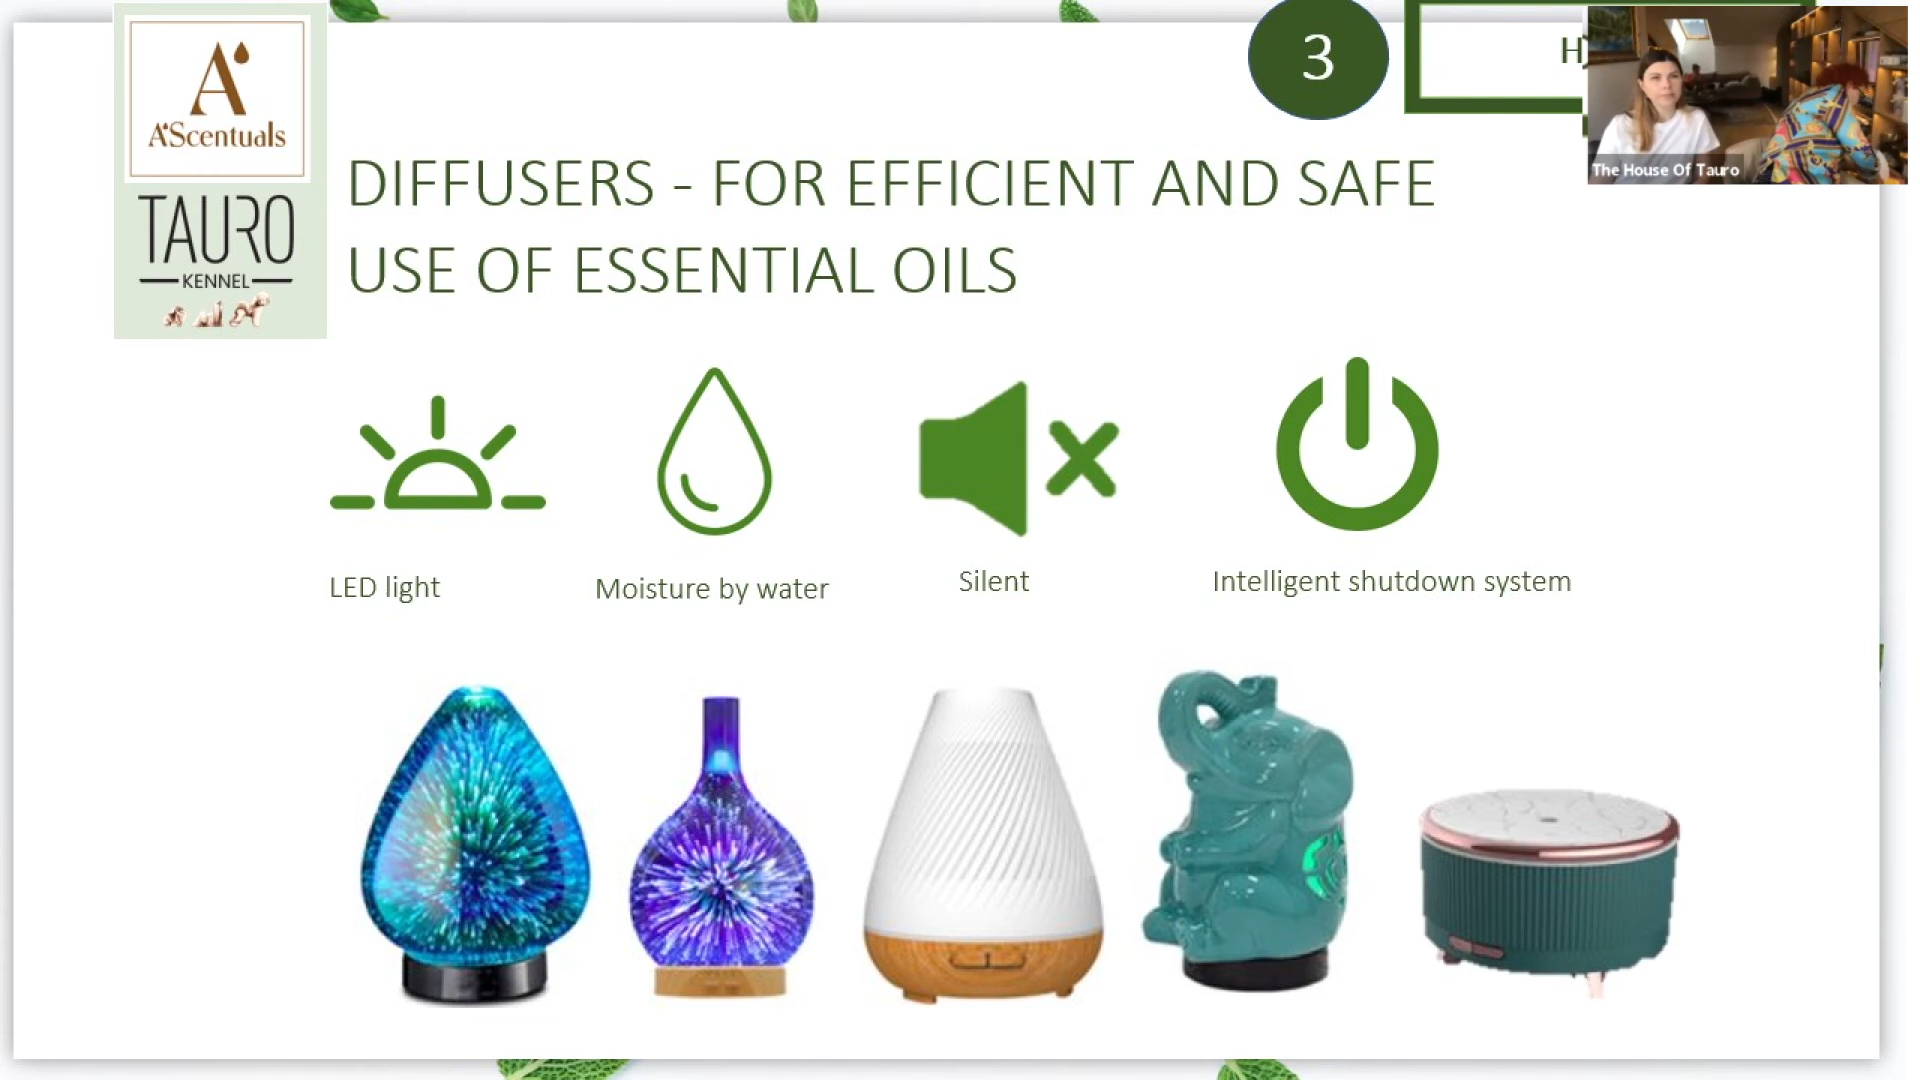 A
A'Scentuals
TAURO
KENNEL
3
H
The House Of Tauro
DIFFUSERS - FOR EFFICIENT AND SAFE
USE OF ESSENTIAL OILS
LED light
Moisture by water
Silent
Intelligent shutdown system